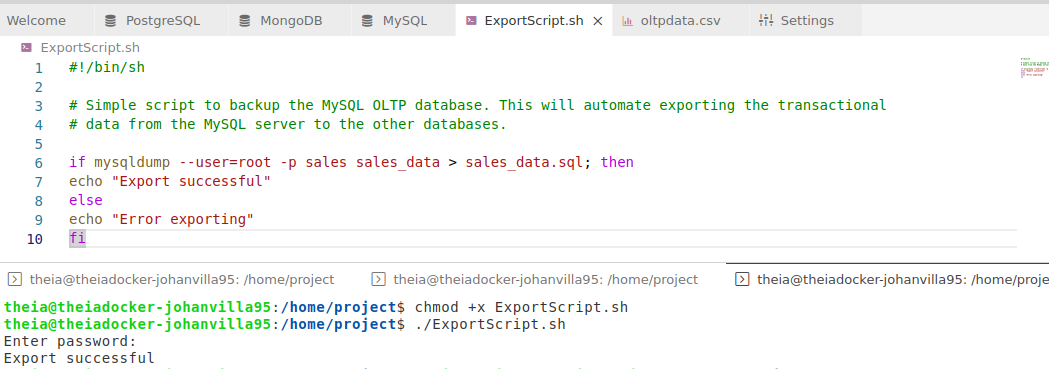 Welcome PostgreSQL MongoDB MySQL ExportScript.sh × oltpdata.csv Settings
ExportScript.sh
1 #!/bin/sh
2
3 # Simple script to backup the MySQL OLTP database. This will automate exporting the transactional
4 # data from the MySQL server to the other databases.
5
6 if mysqldump --user=root -p sales sales_data > sales_data.sql; then
7 echo "Export successful"
8 else
9 echo "Error exporting"
10 fi
theia@theiadocker-johanvilla95: /home/project theia@theiadocker-johanvilla95: /home/project theia@theiadocker-johanvilla95: /home/proje
theia@theiadocker-johanvilla95:/home/project$ chmod +x ExportScript.sh
theia@theiadocker-johanvilla95:/home/project$ ./ExportScript.sh
Enter password:
Export successful